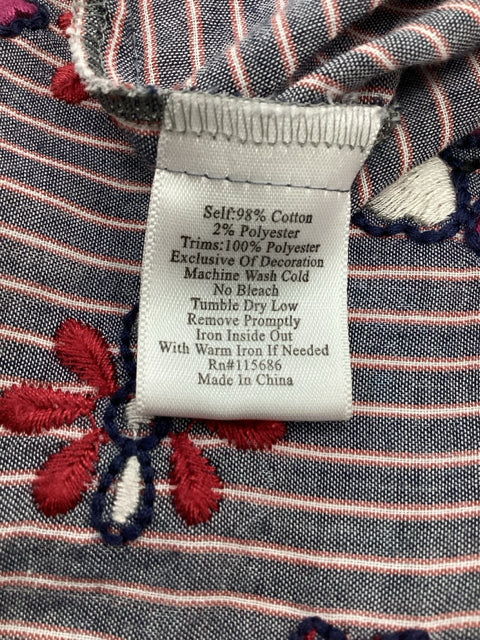 Self:98% Cotton
2% Polyester
Trims:100% Polyester
Exclusive Of Decoration
Machine Wash Cold
No Bleach
Tumble Dry Low
Remove Promptly
Iron Inside Out
With Warm Iron If Needed
Rn#115686
Made In China